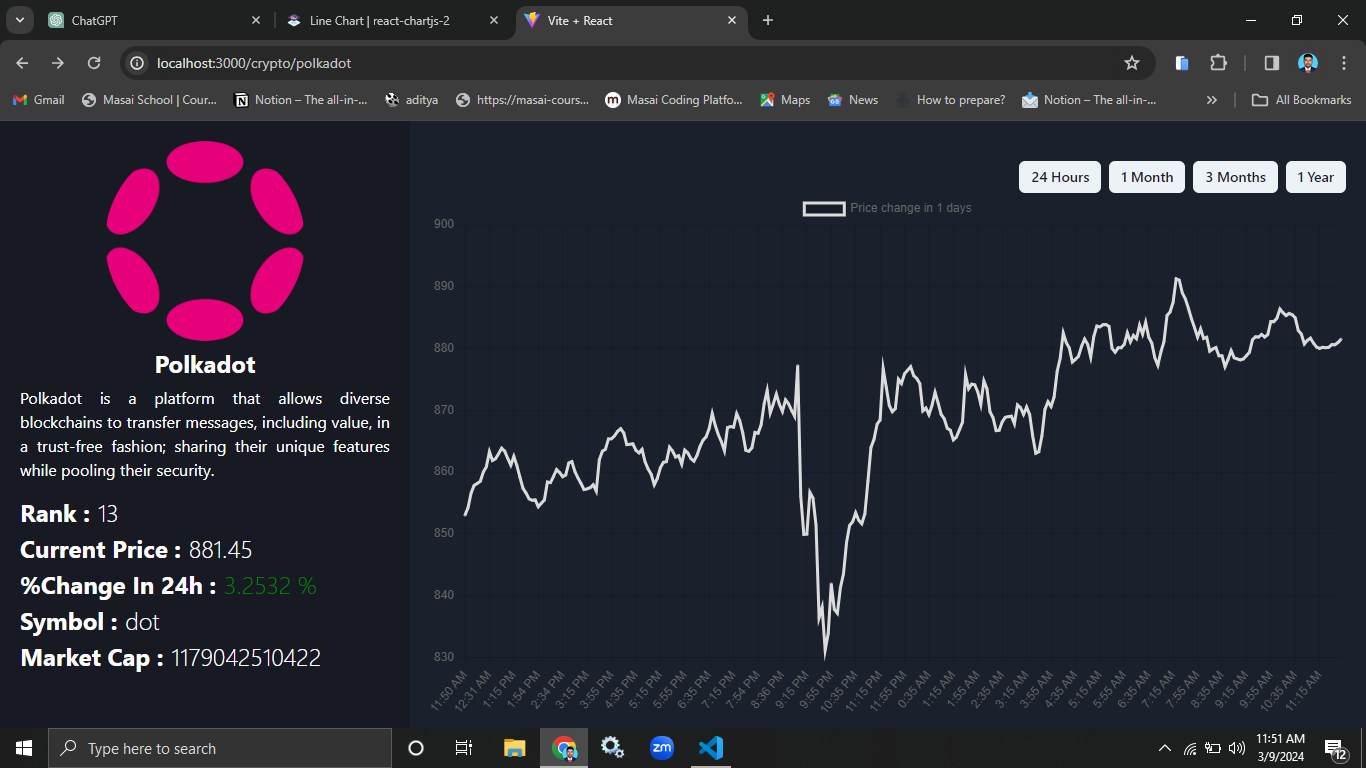 ChatGPT
Line Chart | react-chartjs-2
Vite + React
localhost:3000/crypto/polkadot
Gmail
Masai School | Cour...
Notion – The all-in-...
aditya
https://masai-cours...
Masai Coding Platfo...
Maps
News
How to prepare?
Notion – The all-in-...
All Bookmarks
Polkadot
Polkadot is a platform that allows diverse
blockchains to transfer messages, including value, in
a trust-free fashion; sharing their unique features
while pooling their security.
Rank : 13
Current Price : 881.45
%Change In 24h : 3.2532 %
Symbol : dot
Market Cap : 1179042510422
24 Hours
1 Month
3 Months
1 Year
Price change in 1 days
900
890
880
870
860
850
840
830
11:50 AM
12:31 AM
1:15 PM
1:54 PM
2:34 PM
3:15 PM
3:55 PM
4:35 PM
5:15 PM
5:55 PM
6:35 PM
7:15 PM
7:54 PM
8:36 PM
9:15 PM
9:55 PM
10:35 PM
11:15 PM
11:55 PM
0:35 AM
1:15 AM
1:55 AM
2:35 AM
3:15 AM
3:55 AM
4:35 AM
5:15 AM
5:55 AM
6:35 AM
7:15 AM
7:55 AM
8:35 AM
9:15 AM
9:55 AM
10:35 AM
11:15 AM
Type here to search
zm
11:51 AM
3/9/2024
12